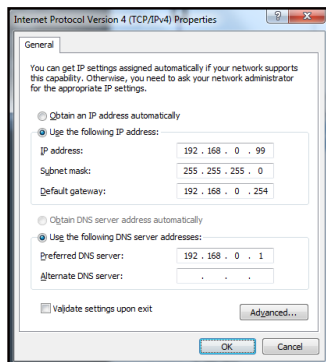 Internet Protocol Version 4 (TCP/IPv4) Properties
General
You can get IP settings assigned automatically if your network supports
this capability. Otherwise, you need to ask your network administrator
for the appropriate IP settings.
Obtain an IP address automatically
Use the following IP address:
IP address: 192 . 168 . 0 . 99
Subnet mask: 255 . 255 . 255 . 0
Default gateway: 192 . 168 . 0 . 254
Obtain DNS server address automatically
Use the following DNS server addresses:
Preferred DNS server: 192 . 168 . 0 . 1
Alternate DNS server: . . .
Validate settings upon exit
Advanced...
OK Cancel